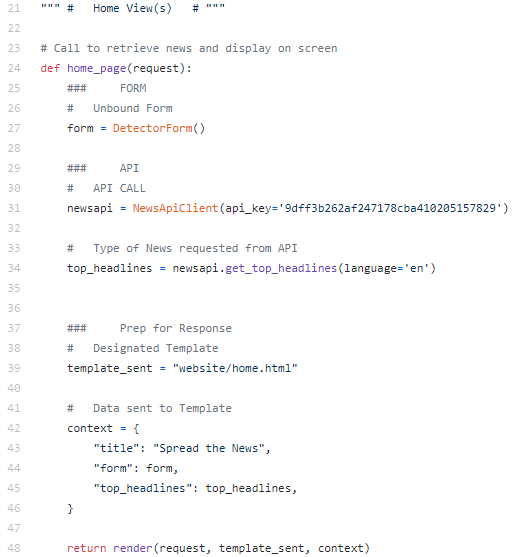 21 """ #   Home View(s)   # """
22
23 # Call to retrieve news and display on screen
24 def home_page(request):
25     ###     FORM
26     #   Unbound Form
27     form = DetectorForm()
28
29     ###     API
30     #   API CALL
31     newsapi = NewsApiClient(api_key='9dff3b262af247178cba410205157829')
32
33     #   Type of News requested from API
34     top_headlines = newsapi.get_top_headlines(language='en')
35
36
37     ###     Prep for Response
38     #   Designated Template
39     template_sent = "website/home.html"
40
41     #   Data sent to Template
42     context = {
43         "title": "Spread the News",
44         "form": form,
45         "top_headlines": top_headlines,
46     }
47
48     return render(request, template_sent, context)